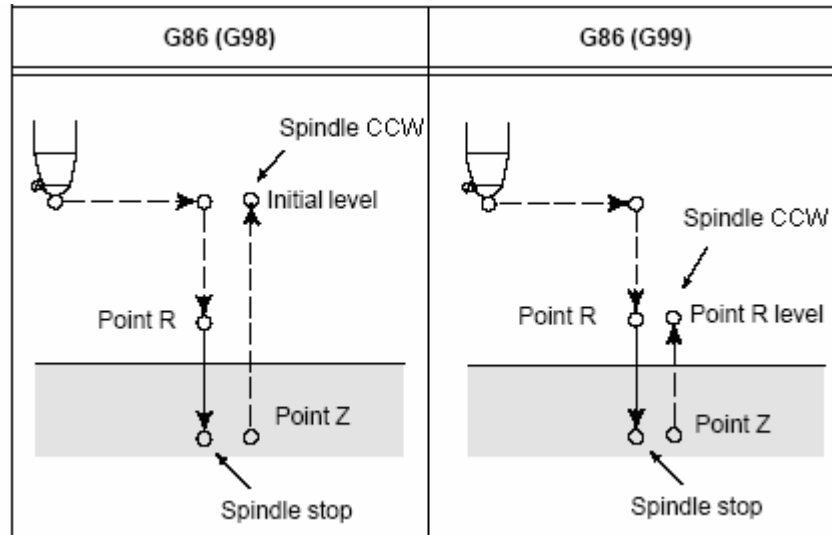 G86 (G98)
G86 (G99)
Spindle CCW
Initial level
Point R
Point Z
Spindle stop
Spindle CCW
Point R
Point R level
Point Z
Spindle stop